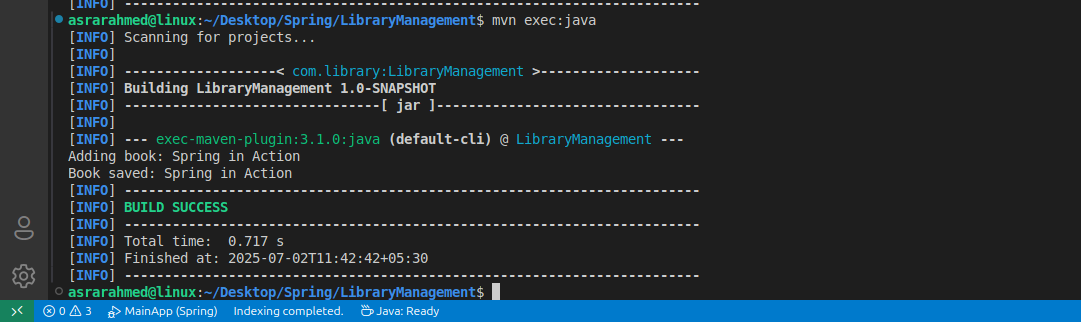 [INFO] ------------------------------------------------------------------------
asrarahmed@linux:~/Desktop/Spring/LibraryManagement$ mvn exec:java
[INFO] Scanning for projects...
[INFO]
[INFO] -------------------< com.library:LibraryManagement >--------------------
[INFO] Building LibraryManagement 1.0-SNAPSHOT
[INFO] --------------------------------[ jar ]---------------------------------
[INFO]
[INFO] --- exec-maven-plugin:3.1.0:java (default-cli) @ LibraryManagement ---
Adding book: Spring in Action
Book saved: Spring in Action
[INFO] ------------------------------------------------------------------------
[INFO] BUILD SUCCESS
[INFO] ------------------------------------------------------------------------
[INFO] Total time:  0.717 s
[INFO] Finished at: 2025-07-02T11:42:42+05:30
[INFO] ------------------------------------------------------------------------
asrarahmed@linux:~/Desktop/Spring/LibraryManagement$
0 3 MainApp (Spring) Indexing completed. Java: Ready